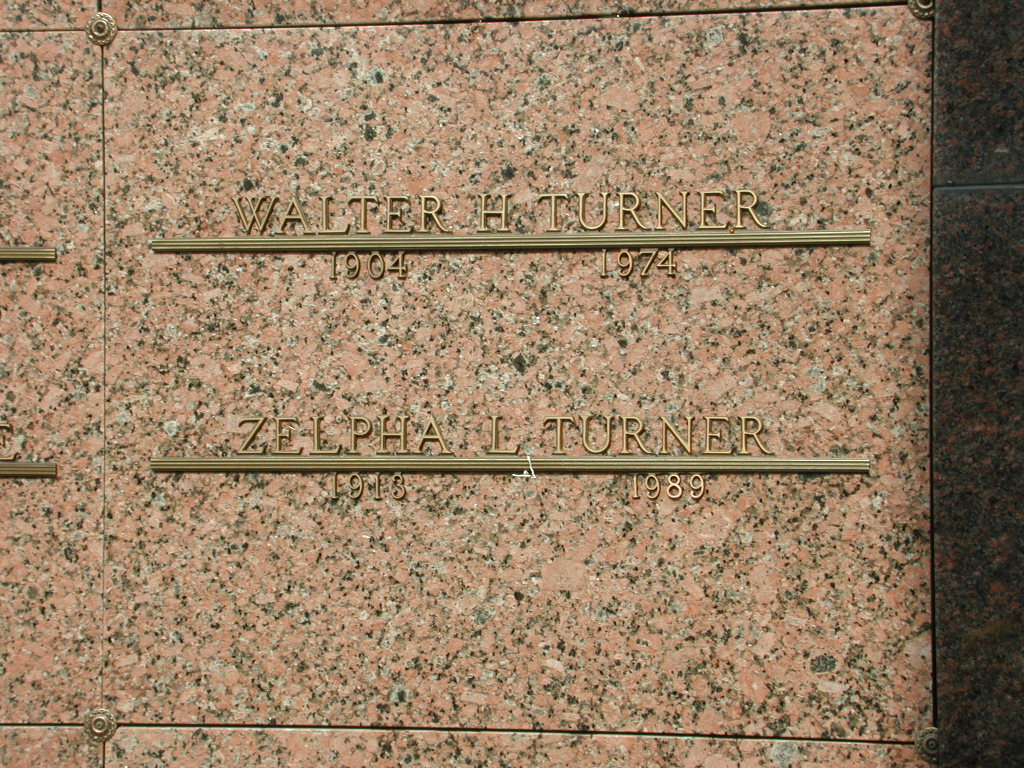 WALTER H TURNER
1904 1974
ZELPHA L TURNER
1913 1989